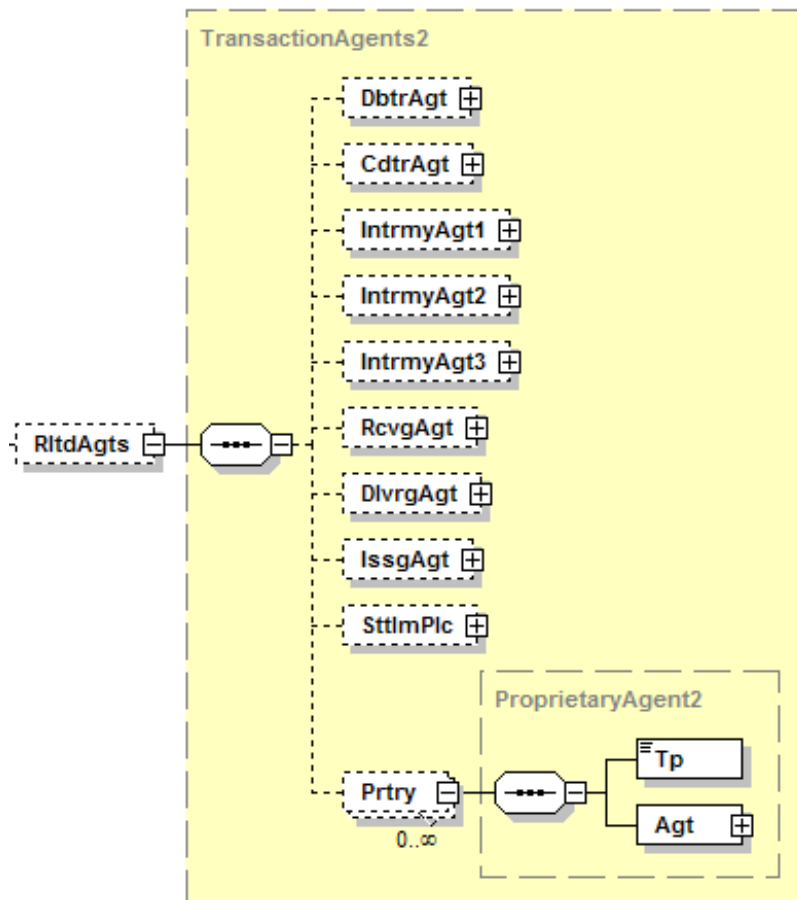 TransactionAgents2
DbtrAgt
CdtrAgt
IntrmyAgt1
IntrmyAgt2
IntrmyAgt3
RltdAgts
RcvgAgt
DlvrgAgt
IssgAgt
SttlmPlc
ProprietaryAgent2
Tp
Prtry
0..∞
Agt